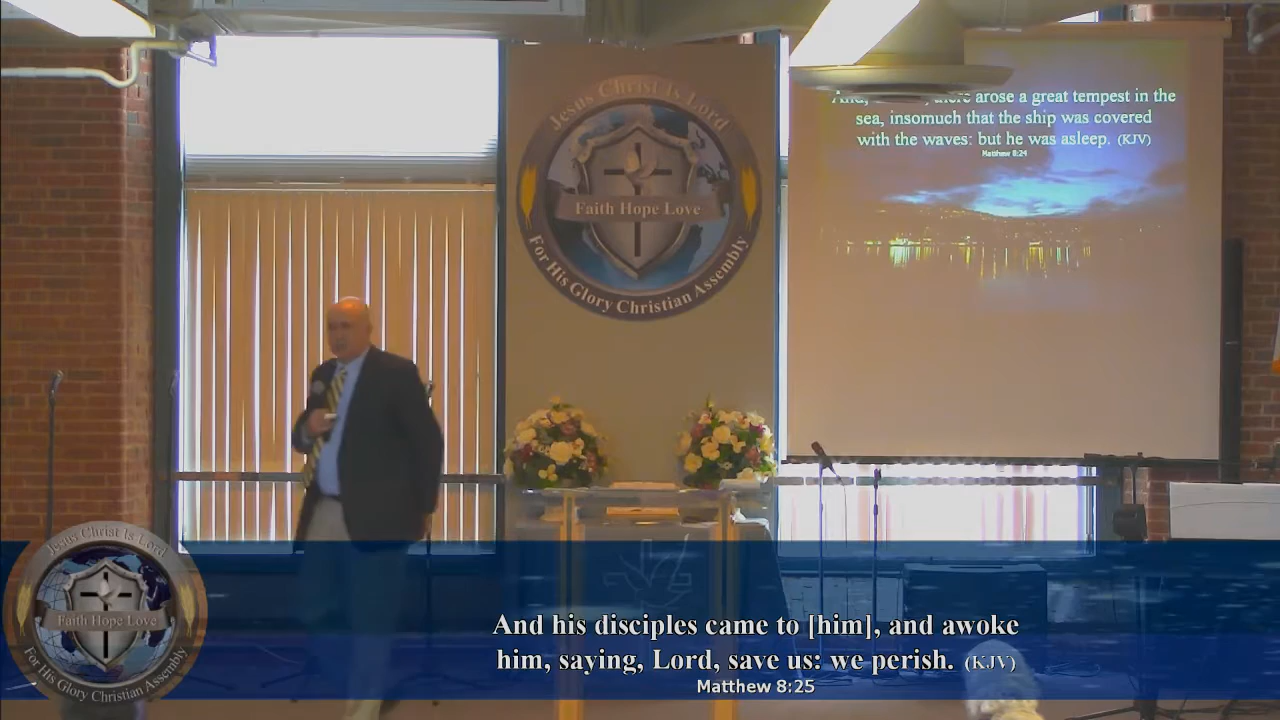 Jesus Christ Is Lord
Faith Hope Love
For His Glory Christian Assembly
arose a great tempest in the
sea, insomuch that the ship was covered
with the waves: but he was asleep. (KJV)
Matthew 8:24
Jesus Christ Is Lord
Faith Hope Love
For His Glory Christian Assembly
And his disciples came to [him], and awoke
him, saying, Lord, save us: we perish. (KJV)
Matthew 8:25